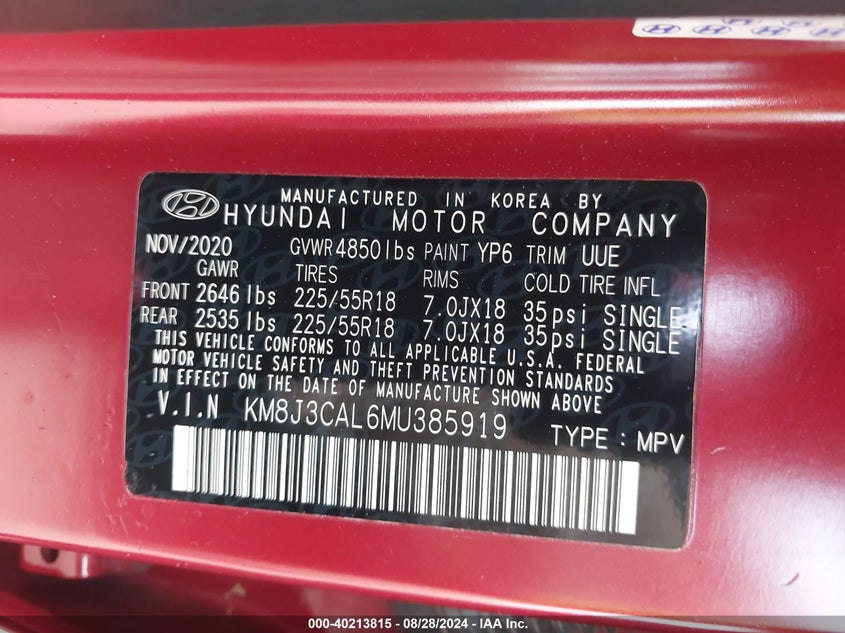 MANUFACTURED IN KOREA BY
HYUNDAI MOTOR COMPANY
NOV/2020 GVWR 4850lbs PAINT YP6 TRIM UUE
GAWR TIRES RIMS COLD TIRE INFL
FRONT 2646lbs 225/55R18 7.0JX18 35psi SINGLE
REAR 2535lbs 225/55R18 7.0JX18 35psi SINGLE
THIS VEHICLE CONFORMS TO ALL APPLICABLE U.S.A. FEDERAL
MOTOR VEHICLE SAFETY AND THEFT PREVENTION STANDARDS
IN EFFECT ON THE DATE OF MANUFACTURE SHOWN ABOVE
V.I.N KM8J3CAL6MU385919 TYPE : MPV
000-40213815 - 08/28/2024 - IAA Inc.